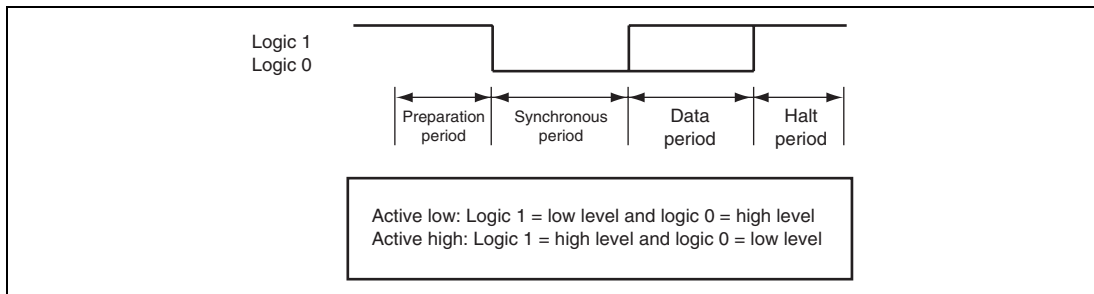 Logic 1
Logic 0
Preparation period
Synchronous period
Data period
Halt period
Active low: Logic 1 = low level and logic 0 = high level
Active high: Logic 1 = high level and logic 0 = low level